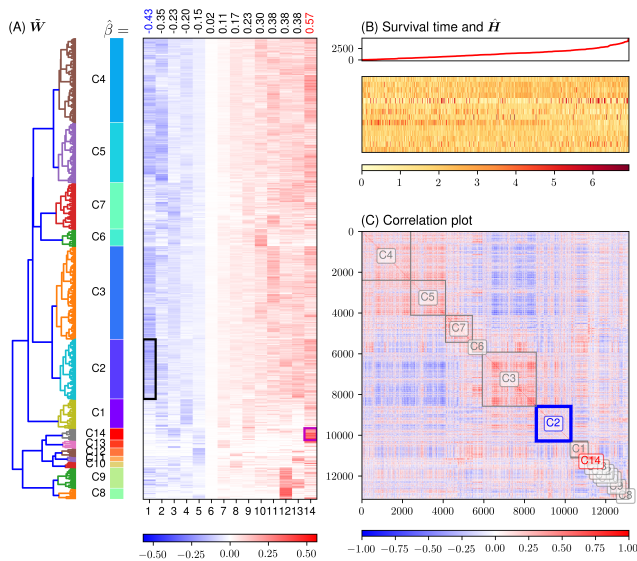 (A) W̃
β̂ =
-0.43
-0.35
-0.23
-0.20
-0.15
0.02
0.11
0.17
0.23
0.30
0.38
0.38
0.38
0.57
C4
C5
C7
C6
C3
C2
C1
C14
C13
C12
C10
C9
C8
1 2 3 4 5 6 7 8 9 10 11 12 13 14
−0.50 −0.25 0.00 0.25 0.50
(B) Survival time and Ĥ
2500
0
0 1 2 3 4 5 6
(C) Correlation plot
0
2000
4000
6000
8000
10000
12000
C4
C5
C7
C6
C3
C2
C1
C14
C8
0 2000 4000 6000 8000 10000 12000
−1.00 −0.75 −0.50 −0.25 0.00 0.25 0.50 0.75 1.00